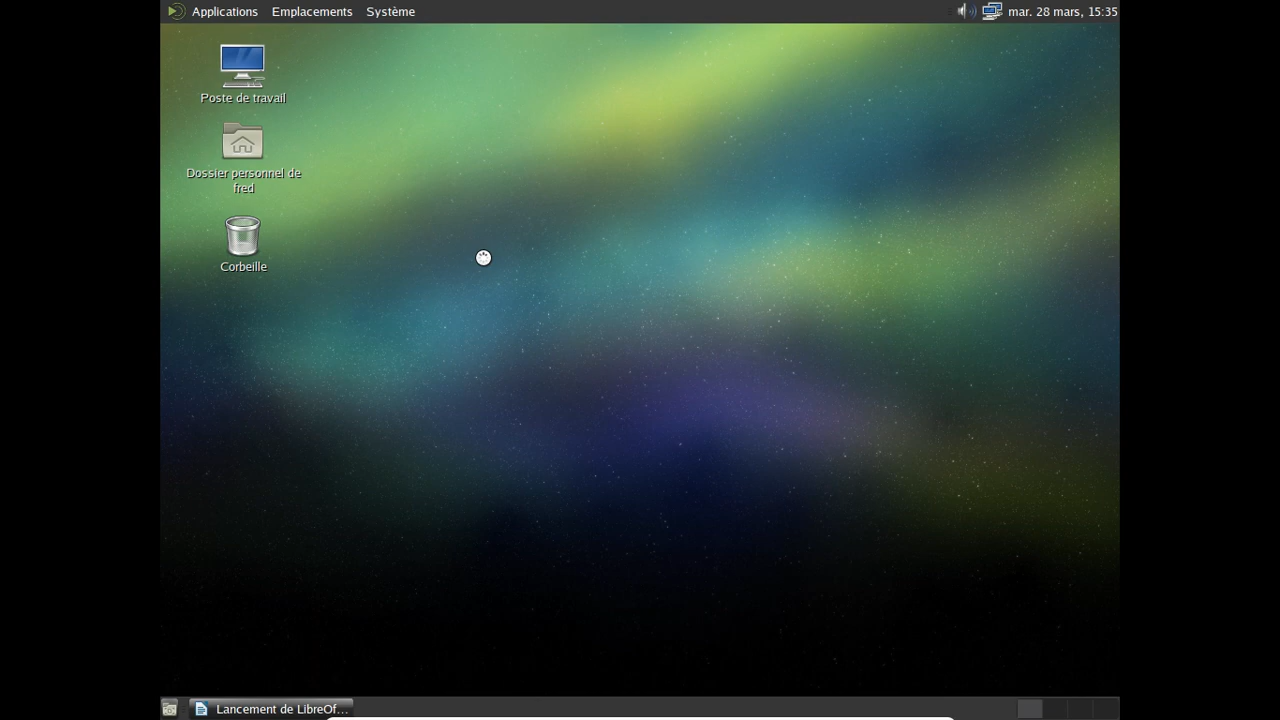 Applications Emplacements Système mar. 28 mars, 15:35
Poste de travail
Dossier personnel de
fred
Corbeille
Lancement de LibreOf...